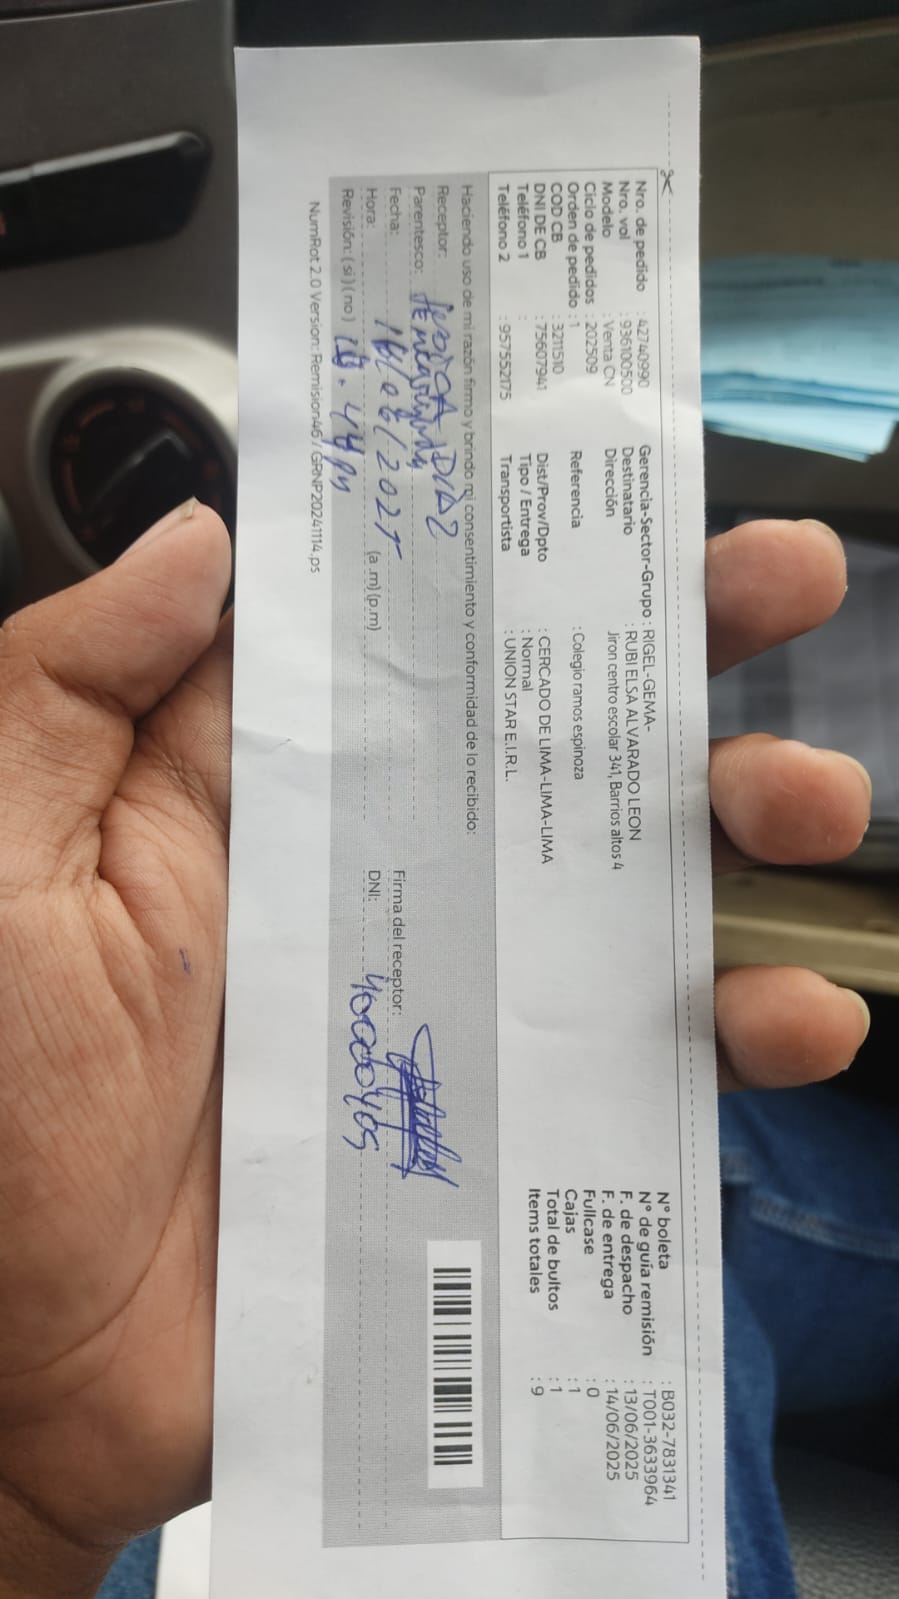 Nro. de pedido : 42740990
Nro. vol : 936100500
Modelo : Venta CN
Ciclo de pedidos : 202509
Orden de pedido : 1
COD CB : 3211510
DNI DE CB : 75607941
Teléfono 1 :
Teléfono 2 : 957552175
Gerencia-Sector-Grupo : RIGEL-GEMA-
Destinatario : RUBI ELSA ALVARADO LEON
Dirección Jiron centro escolar 341, Barrios altos 4
Referencia : Colegio ramos espinoza
Dist/Prov/Dpto : CERCADO DE LIMA-LIMA-LIMA
Tipo / Entrega : Normal
Transportista : UNION STAR E.I.R.L.
N° boleta : B032-7831341
N° de guía remisión : T001-3633964
F. de despacho : 13/06/2025
F. de entrega : 14/06/2025
Fullcase : 0
Cajas : 1
Total de bultos : 1
Items totales : 9
Haciendo uso de mi razón firmo y brindo mi consentimiento y conformidad de lo recibido:
Receptor: DIAZ
Parentesco:
Fecha: /06/2025
Hora: (a.m)(p.m)
Revisión: (si)(no)
Firma del receptor:
DNI:
NumRot 2.0 Version: Remision46 / GRNP20241114.ps